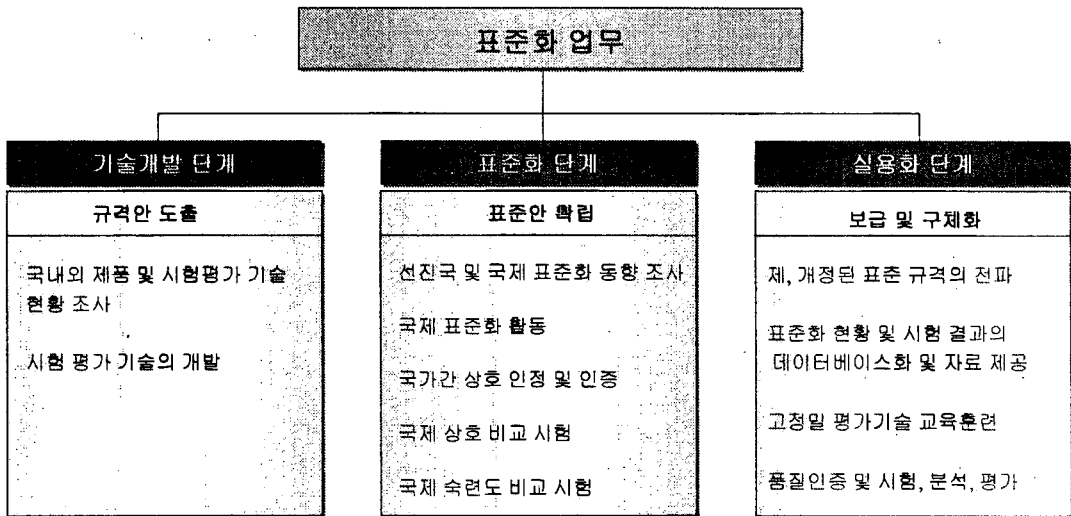 표준화 업무
기술개발 단계
규격안 도출
국내외 제품 및 시험평가 기술
현황 조사
시험 평가 기술의 개발
표준화 단계
표준안 확립
선진국 및 국제 표준화 동향 조사
국제 표준화 활동
국가간 상호 인정 및 인증
국제 상호 비교 시험
국제 숙련도 비교 시험
실용화 단계
보급 및 구체화
제, 개정된 표준 규격의 전파
표준화 현황 및 시험 결과의
데이터베이스화 및 자료 제공
고정밀 평가기술 교육훈련
품질인증 및 시험, 분석, 평가